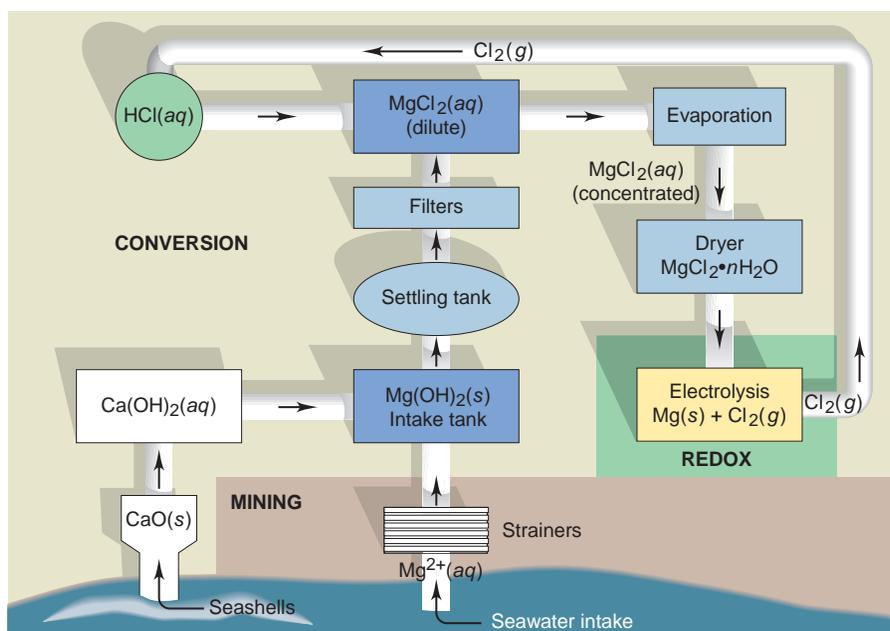 Cl₂(g)
HCl(aq)
MgCl₂(aq)
(dilute)
Evaporation
MgCl₂(aq)
(concentrated)
Filters
CONVERSION
Dryer
MgCl₂•nH₂O
Settling tank
Ca(OH)₂(aq)
Mg(OH)₂(s)
Intake tank
Electrolysis
Mg(s) + Cl₂(g)
Cl₂(g)
REDOX
MINING
CaO(s)
Strainers
Mg²⁺(aq)
Seashells
Seawater intake